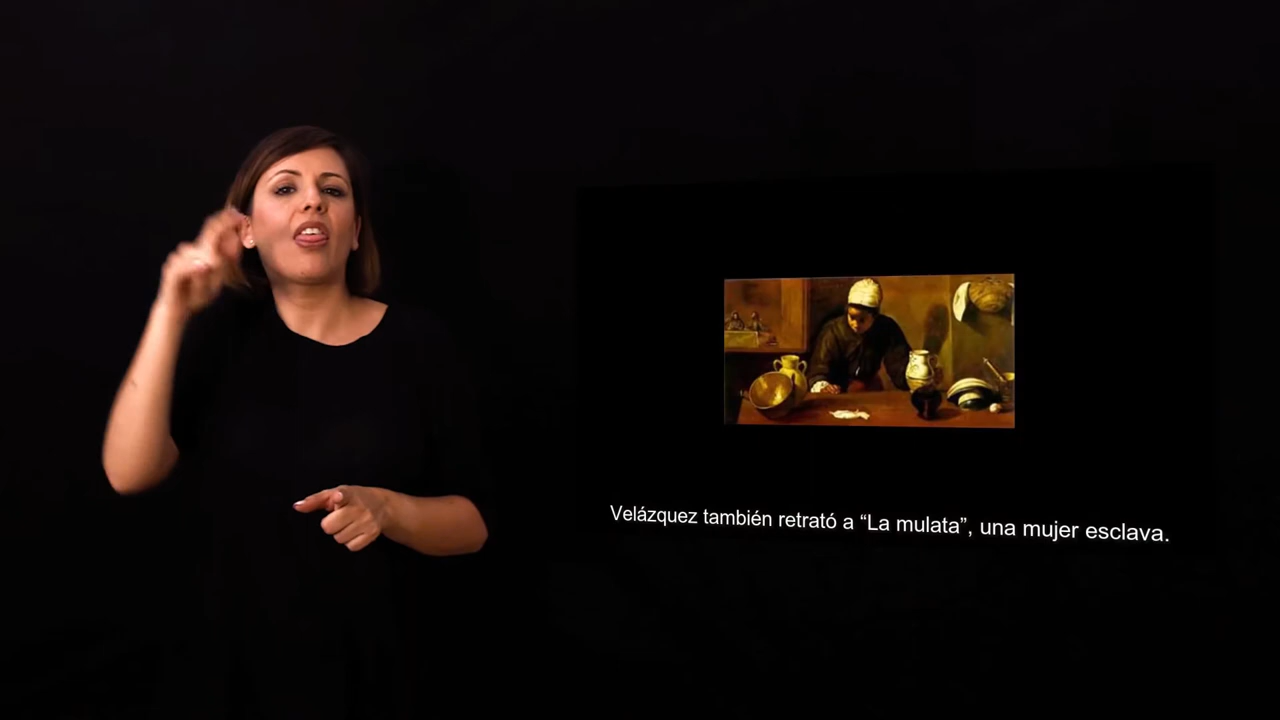 Velázquez también retrató a “La mulata”, una mujer esclava.